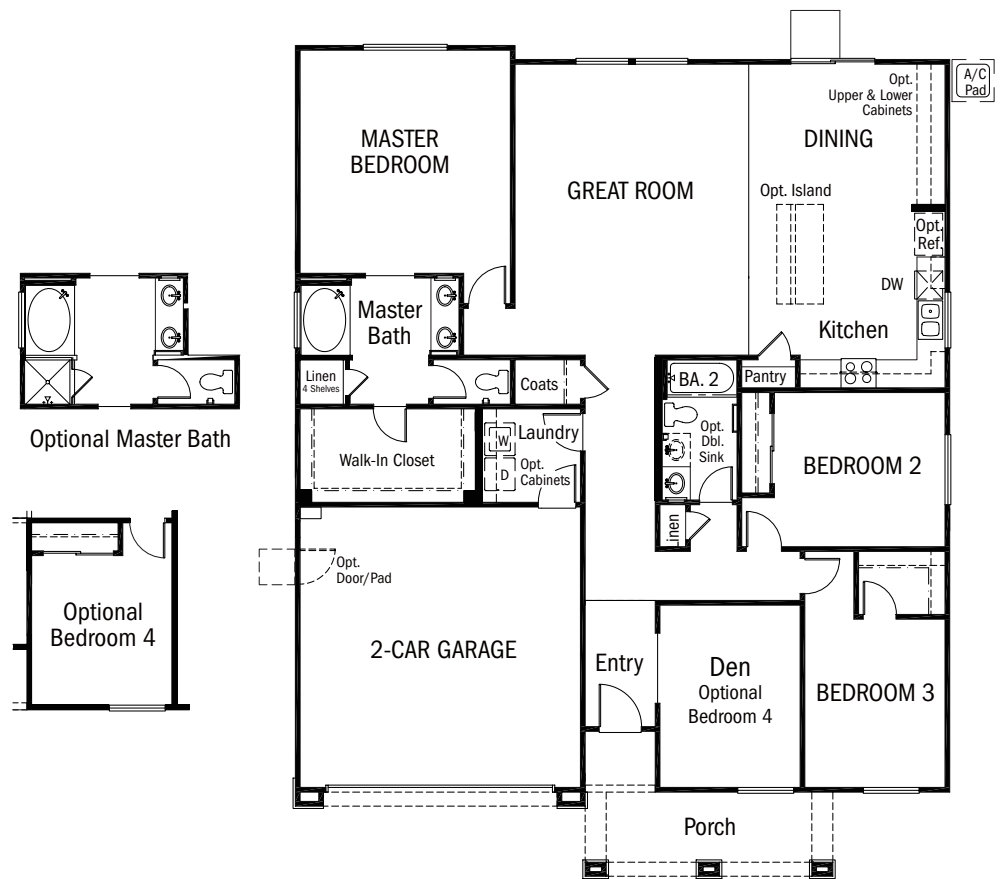 A/C
Pad
Opt.
Upper & Lower
Cabinets
MASTER
BEDROOM
DINING
GREAT ROOM
Opt. Island
Opt.
Ref.
DW
Master
Bath
Kitchen
Linen
4 Shelves
Coats
BA. 2
Pantry
Optional Master Bath
W
Laundry
Opt.
Dbl.
Sink
Walk-In Closet
D
Opt.
Cabinets
BEDROOM 2
Linen
Opt.
Door/Pad
Optional
Bedroom 4
2-CAR GARAGE
Entry
Den
Optional
Bedroom 4
BEDROOM 3
Porch